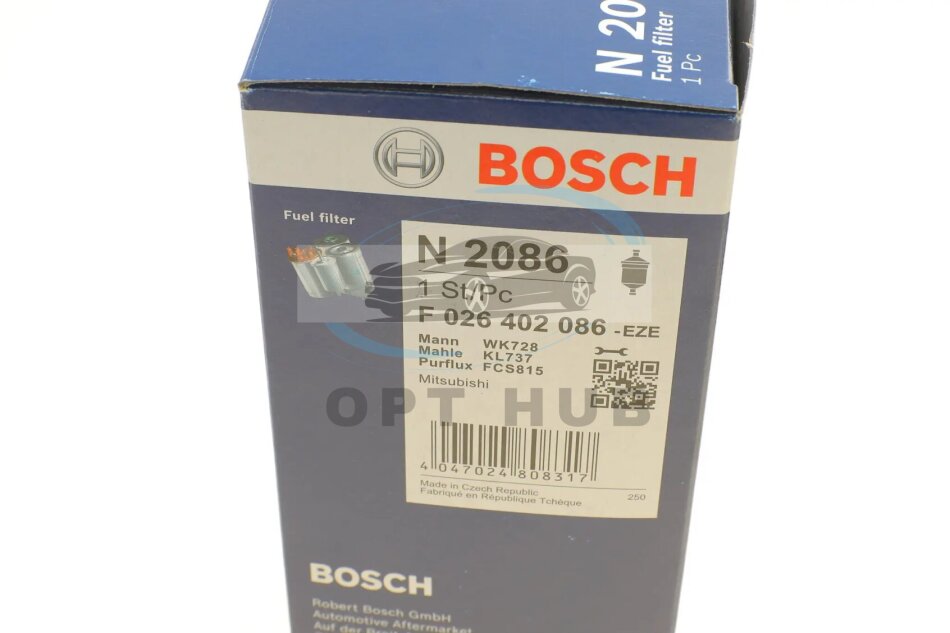 N 20
Fuel filter
1 Pc
BOSCH
Fuel filter
N 2086
1 St/Pc
F 026 402 086 -EZE
Mann WK728
Mahle KL737
Purflux FCS815
Mitsubishi
OPT HUB
4 047024 808317
Made in Czech Republic
Fabriqué en République Tchèque
250
BOSCH
Robert Bosch GmbH
Automotive Aftermarket
Auf der